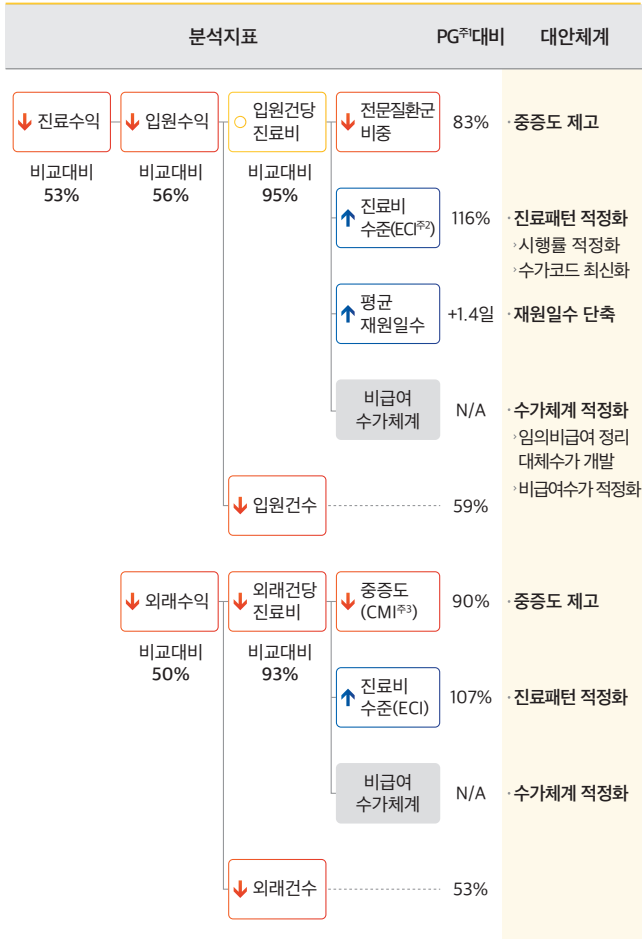 분석지표 PG주1대비 대안체계
↓ 진료수익
비교대비
53%
↓ 입원수익
비교대비
56%
○ 입원건당
진료비
비교대비
95%
↓ 전문질환군
비중
83%
·중증도 제고
↑ 진료비
수준(ECI주2)
116%
·진료패턴 적정화
›시행률 적정화
›수가코드 최신화
↑ 평균
재원일수
+1.4일
·재원일수 단축
비급여
수가체계
N/A
·수가체계 적정화
›임의비급여 정리
대체수가 개발
›비급여수가 적정화
↓ 입원건수
59%
↓ 외래수익
비교대비
50%
↓ 외래건당
진료비
비교대비
93%
↓ 중증도
(CMI주3)
90%
·중증도 제고
↑ 진료비
수준(ECI)
107%
·진료패턴 적정화
비급여
수가체계
N/A
·수가체계 적정화
↓ 외래건수
53%